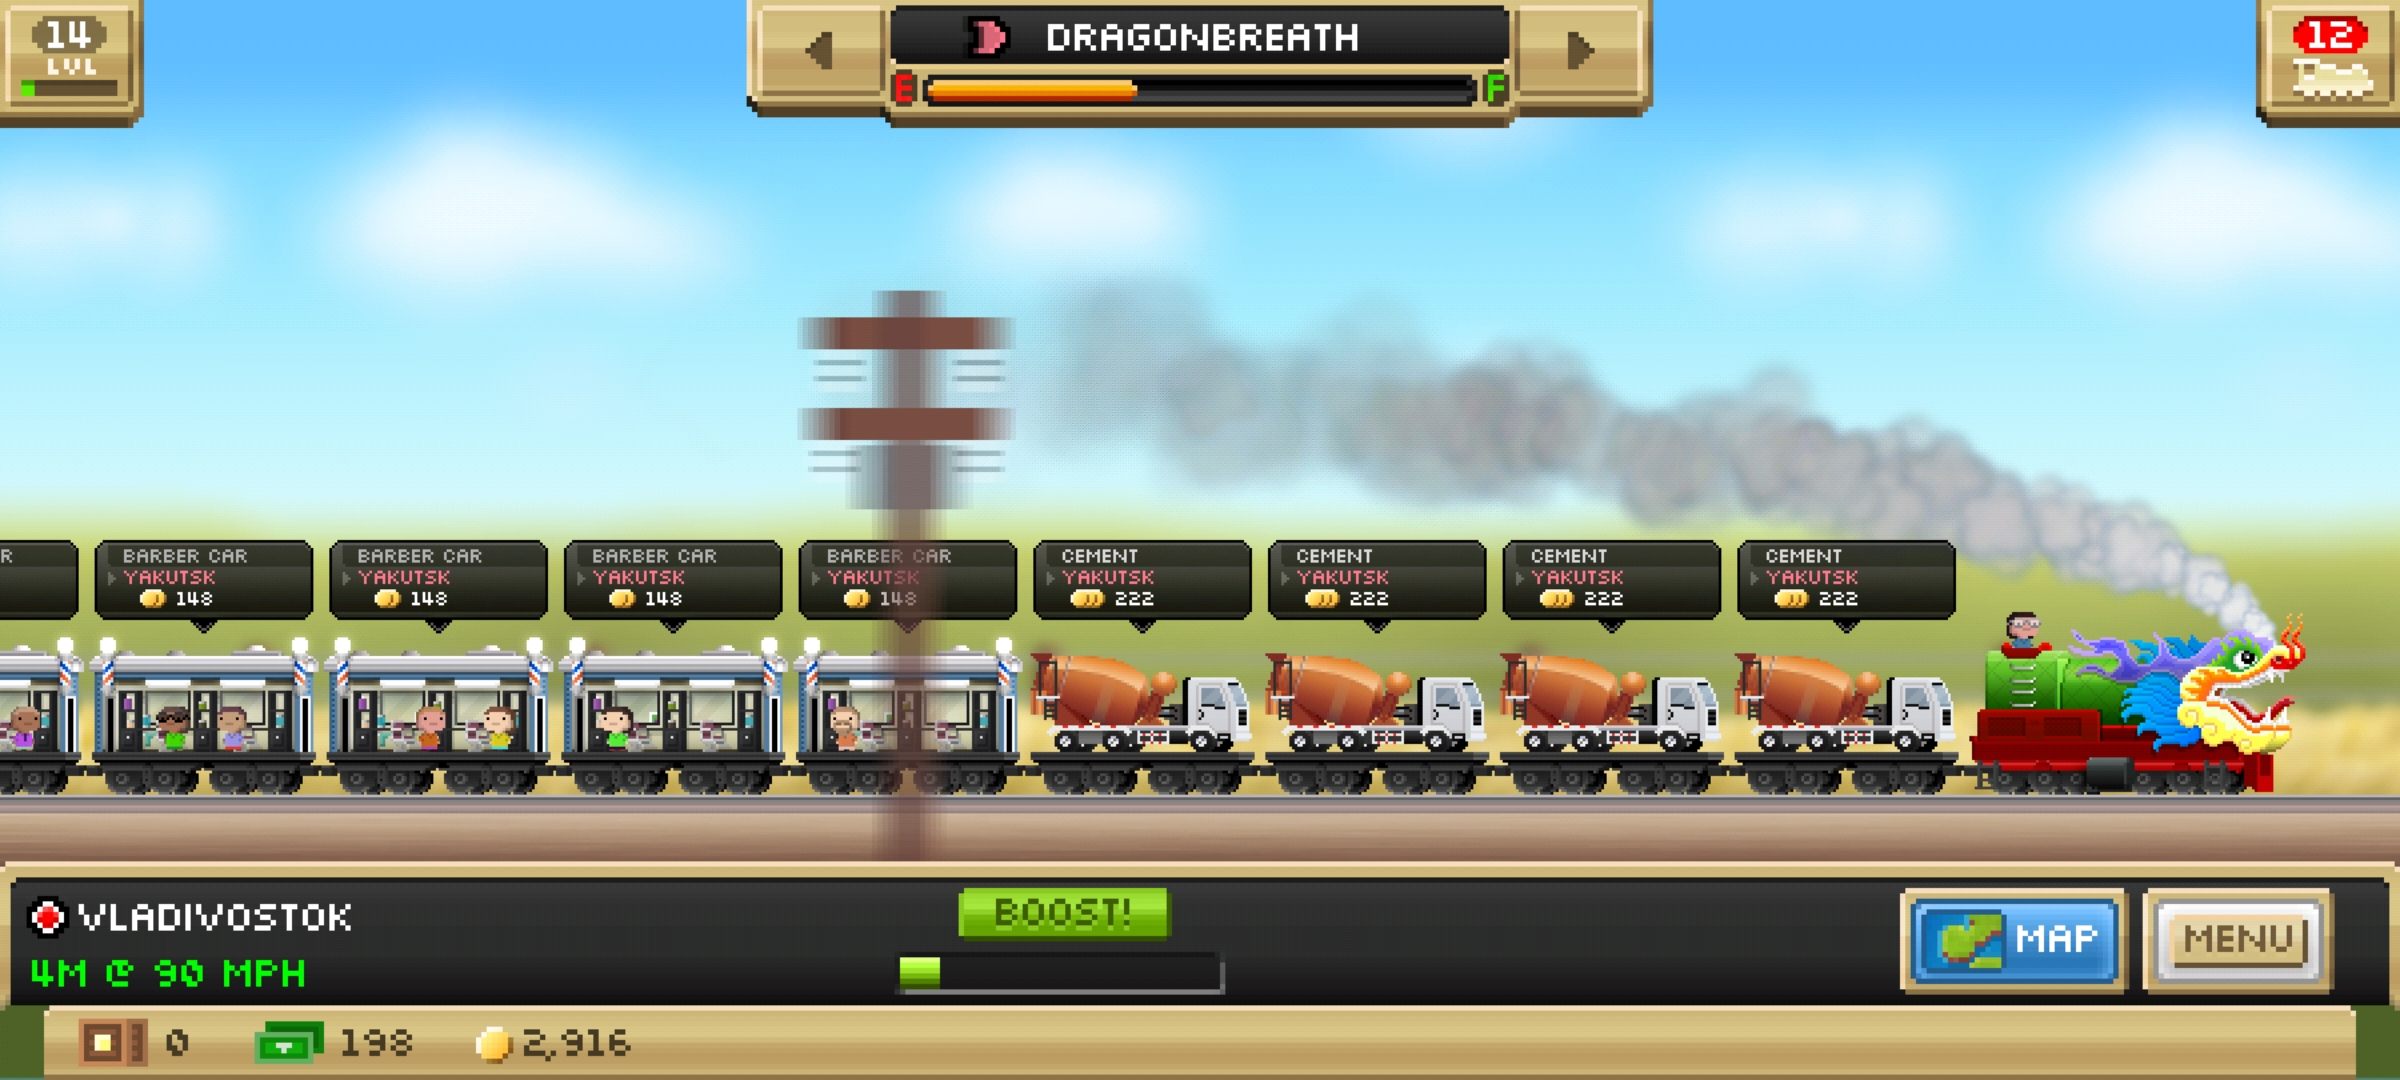 14
LVL
DRAGONBREATH
E F
12
R
BARBER CAR
YAKUTSK
148
BARBER CAR
YAKUTSK
148
BARBER CAR
YAKUTSK
148
BARBER CAR
YAKUTSK
148
CEMENT
YAKUTSK
222
CEMENT
YAKUTSK
222
CEMENT
YAKUTSK
222
CEMENT
YAKUTSK
222
VLADIVOSTOK
4M @ 90 MPH
BOOST!
MAP
MENU
0 198 2,916